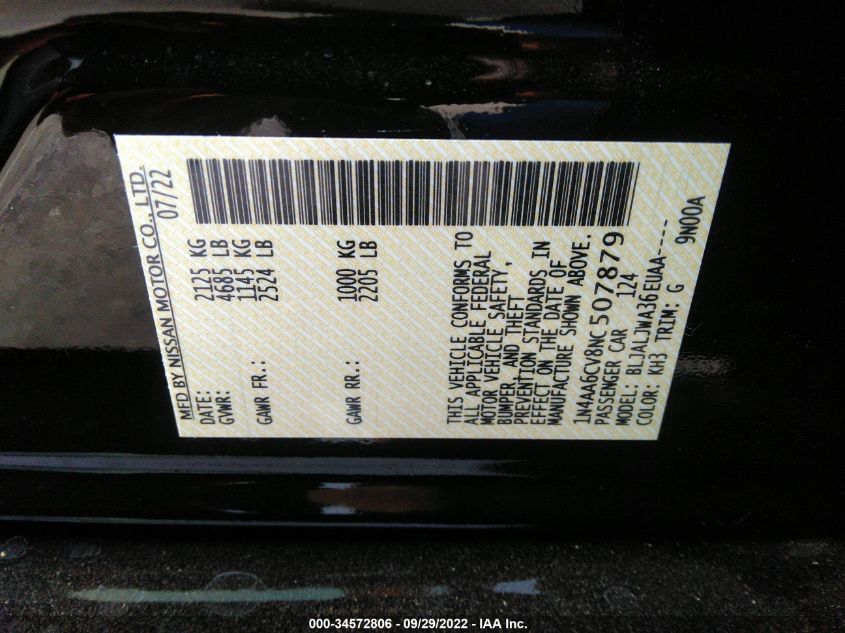 MFD BY NISSAN MOTOR CO., LTD.
DATE: 07/22
GVWR: 2125 KG
4685 LB
GAWR FR.: 1145 KG
2524 LB
GAWR RR.: 1000 KG
2205 LB
THIS VEHICLE CONFORMS TO
ALL APPLICABLE FEDERAL
MOTOR VEHICLE SAFETY,
BUMPER, AND THEFT
PREVENTION STANDARDS IN
EFFECT ON THE DATE OF
MANUFACTURE SHOWN ABOVE.
1N4AA6CV8NC507879
PASSENGER CAR 124
MODEL: BLJALJWA36EUAA----
COLOR: KH3 TRIM: G 9N00A
000-34572806 - 09/29/2022 - IAA Inc.